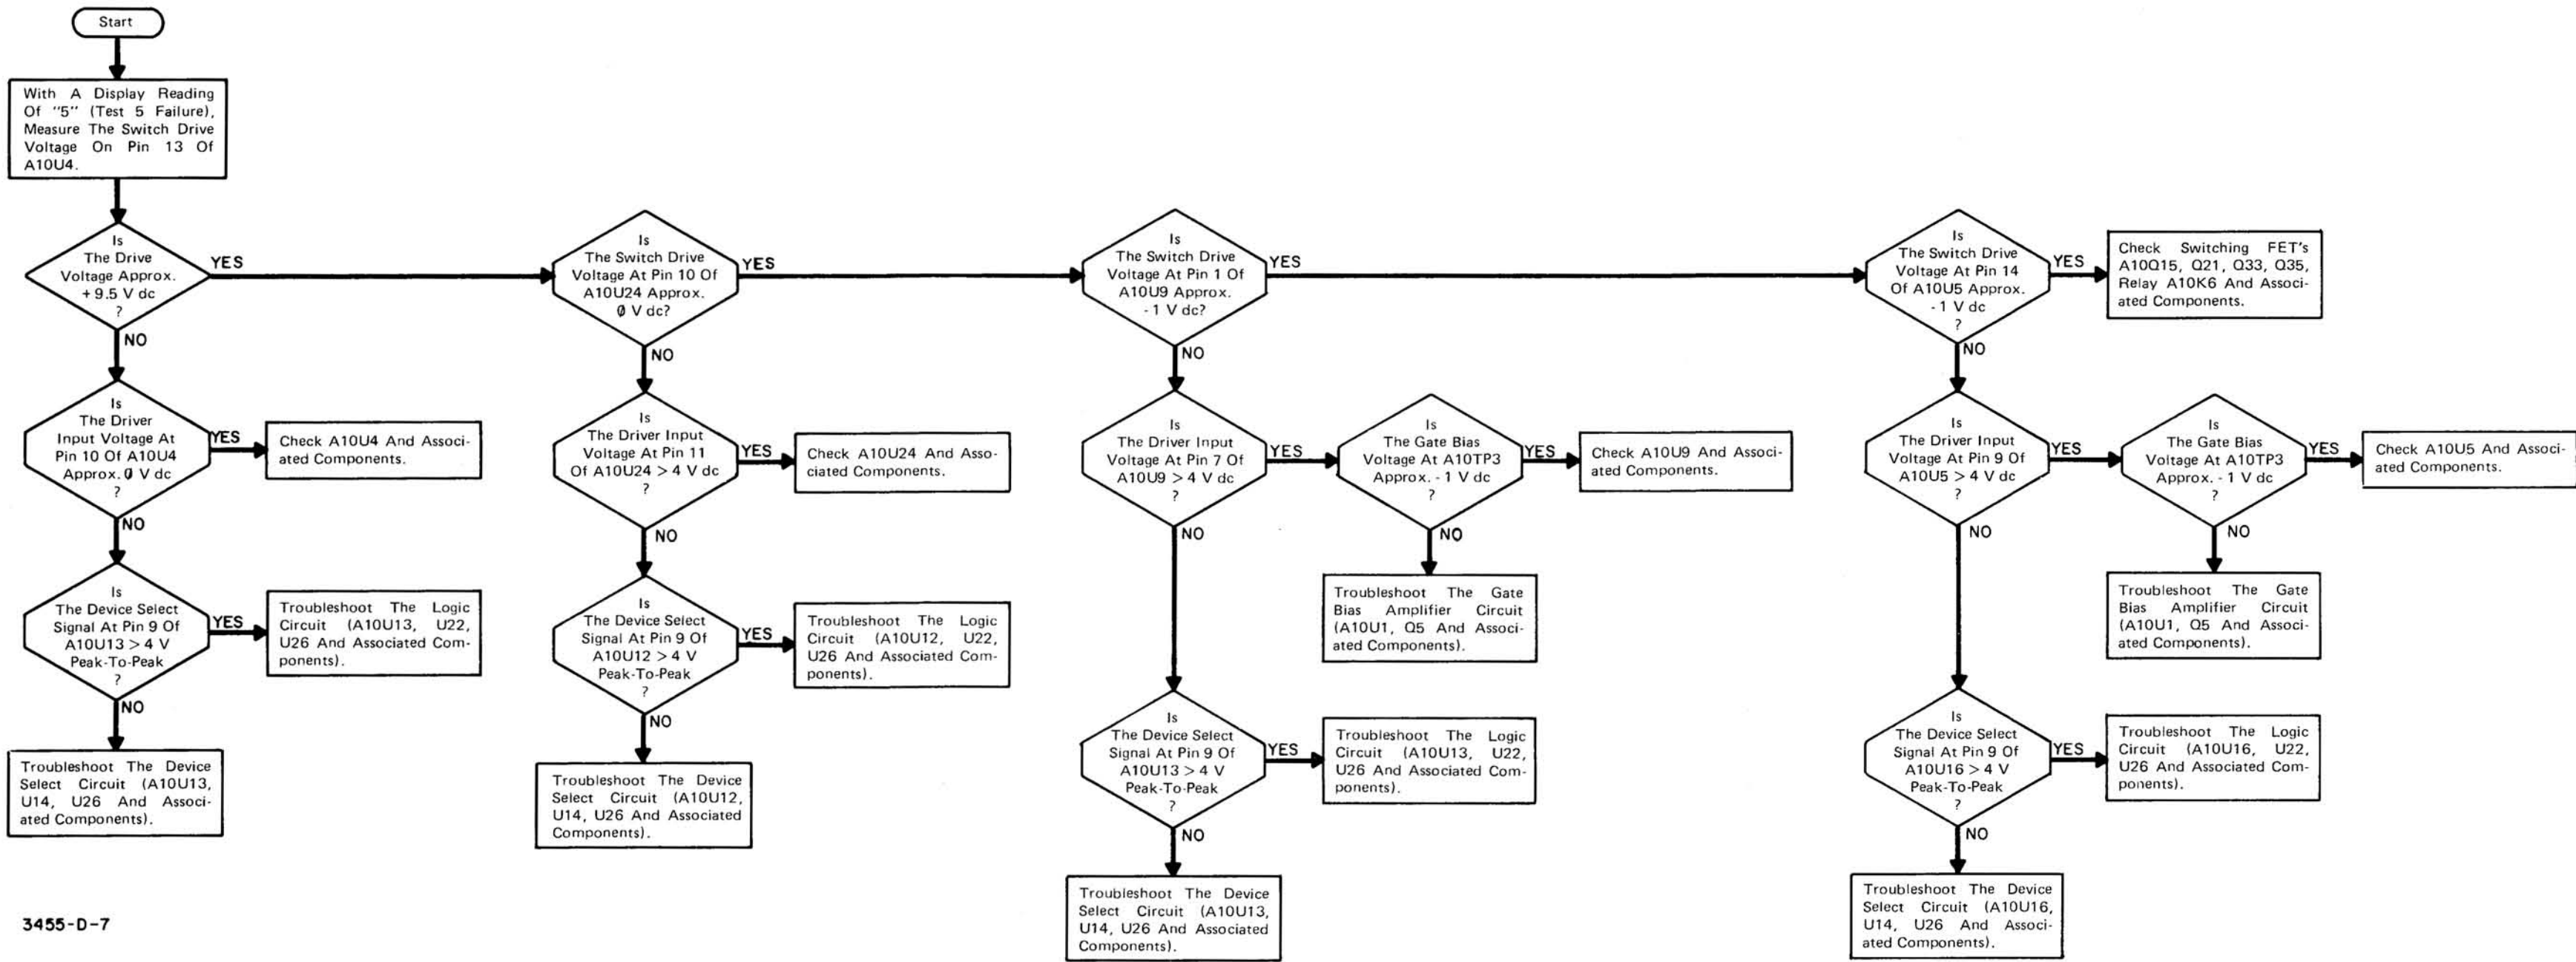 Start
With A Display Reading
Of "5" (Test 5 Failure),
Measure The Switch Drive
Voltage On Pin 13 Of
A10U4.
Is
The Drive
Voltage Approx.
+ 9.5 V dc
?
YES
NO
Is
The Driver
Input Voltage At
Pin 10 Of A10U4
Approx. 0 V dc
?
YES
Check A10U4 And Associ-
ated Components.
NO
Is
The Device Select
Signal At Pin 9 Of
A10U13 > 4 V
Peak-To-Peak
?
YES
Troubleshoot The Logic
Circuit (A10U13, U22,
U26 And Associated Com-
ponents).
NO
Troubleshoot The Device
Select Circuit (A10U13,
U14, U26 And Associ-
ated Components).
Is
The Switch Drive
Voltage At Pin 10 Of
A10U24 Approx.
0 V dc?
YES
NO
Is
The Driver Input
Voltage At Pin 11
Of A10U24 > 4 V dc
?
YES
Check A10U24 And Asso-
ciated Components.
NO
Is
The Device Select
Signal At Pin 9 Of
A10U12 > 4 V
Peak-To-Peak
?
YES
Troubleshoot The Logic
Circuit (A10U12, U22,
U26 And Associated Com-
ponents).
NO
Troubleshoot The Device
Select Circuit (A10U12,
U14, U26 And Associated
Components).
Is
The Switch Drive
Voltage At Pin 1 Of
A10U9 Approx.
- 1 V dc?
YES
NO
Is
The Driver Input
Voltage At Pin 7 Of
A10U9 > 4 V dc
?
YES
Is
The Gate Bias
Voltage At A10TP3
Approx. - 1 V dc
?
YES
Check A10U9 And Associ-
ated Components.
NO
Troubleshoot The Gate
Bias Amplifier Circuit
(A10U1, Q5 And Associ-
ated Components).
NO
Is
The Device Select
Signal At Pin 9 Of
A10U13 > 4 V
Peak-To-Peak
?
YES
Troubleshoot The Logic
Circuit (A10U13, U22,
U26 And Associated Com-
ponents).
NO
Troubleshoot The Device
Select Circuit (A10U13,
U14, U26 And Associated
Components).
Is
The Switch Drive
Voltage At Pin 14
Of A10U5 Approx.
- 1 V dc
?
YES
Check Switching FET's
A10Q15, Q21, Q33, Q35,
Relay A10K6 And Associ-
ated Components.
NO
Is
The Driver Input
Voltage At Pin 9 Of
A10U5 > 4 V dc
?
YES
Is
The Gate Bias
Voltage At A10TP3
Approx. - 1 V dc
?
YES
Check A10U5 And Associ-
ated Components.
NO
Troubleshoot The Gate
Bias Amplifier Circuit
(A10U1, Q5 And Associ-
ated Components).
NO
Is
The Device Select
Signal At Pin 9 Of
A10U16 > 4 V
Peak-To-Peak
?
YES
Troubleshoot The Logic
Circuit (A10U16, U22,
U26 And Associated Com-
ponents).
NO
Troubleshoot The Device
Select Circuit (A10U16,
U14, U26 And Associ-
ated Components).
3455-D-7